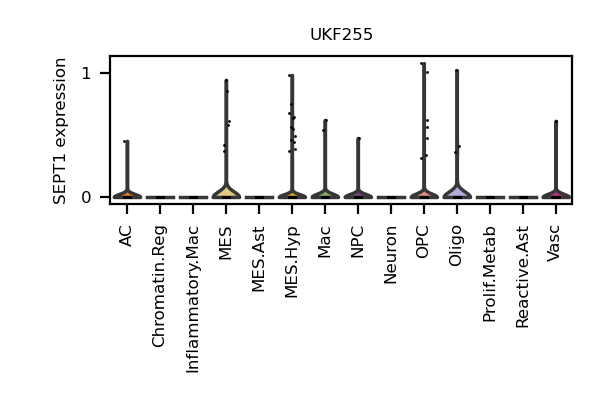 UKF255
SEPT1 expression
1
0
AC
Chromatin.Reg
Inflammatory.Mac
MES
MES.Ast
MES.Hyp
Mac
NPC
Neuron
OPC
Oligo
Prolif.Metab
Reactive.Ast
Vasc